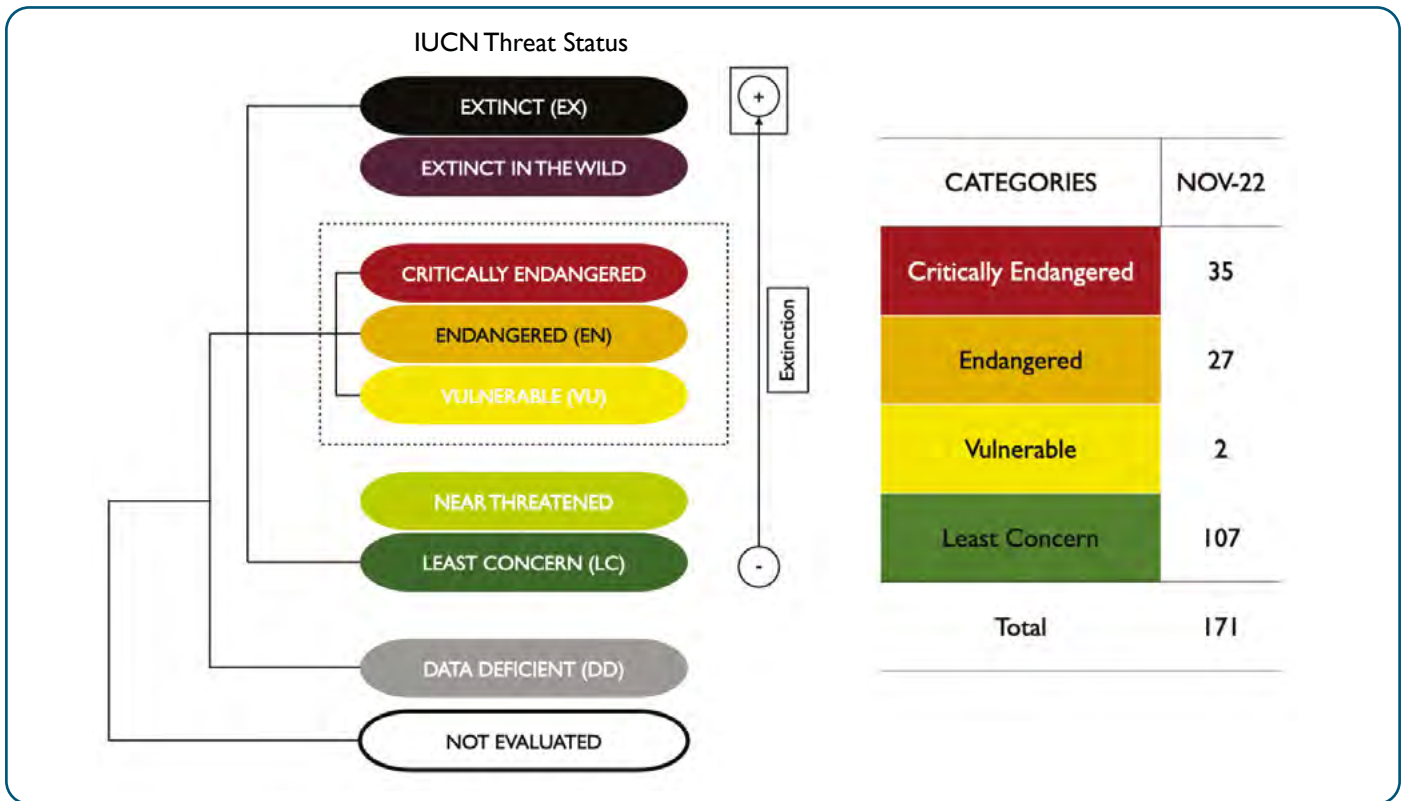 IUCN Threat Status
EXTINCT (EX)
EXTINCT IN THE WILD
CRITICALLY ENDANGERED
ENDANGERED (EN)
VULNERABLE (VU)
NEAR THREATENED
LEAST CONCERN (LC)
DATA DEFICIENT (DD)
NOT EVALUATED
+
Extinction
-
CATEGORIES NOV-22
Critically Endangered 35
Endangered 27
Vulnerable 2
Least Concern 107
Total 171